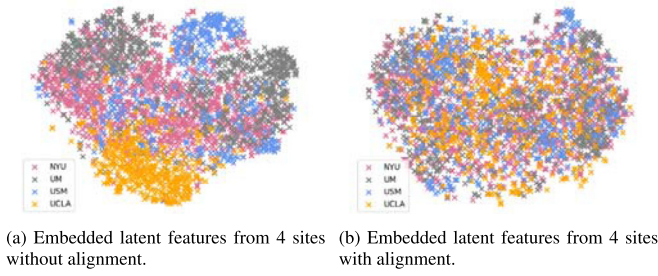 NYU
UM
USM
UCLA
NYU
UM
USM
UCLA
(a) Embedded latent features from 4 sites
without alignment.
(b) Embedded latent features from 4 sites
with alignment.